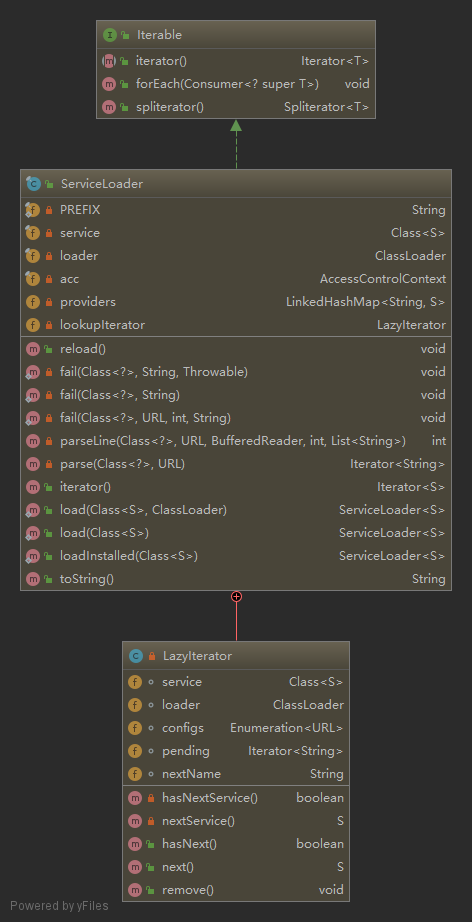 Iterable
iterator() Iterator<T>
forEach(Consumer<? super T>) void
spliterator() Spliterator<T>
ServiceLoader
PREFIX String
service Class<S>
loader ClassLoader
acc AccessControlContext
providers LinkedHashMap<String, S>
lookupIterator LazyIterator
reload() void
fail(Class<?>, String, Throwable) void
fail(Class<?>, String) void
fail(Class<?>, URL, int, String) void
parseLine(Class<?>, URL, BufferedReader, int, List<String>) int
parse(Class<?>, URL) Iterator<String>
iterator() Iterator<S>
load(Class<S>, ClassLoader) ServiceLoader<S>
load(Class<S>) ServiceLoader<S>
loadInstalled(Class<S>) ServiceLoader<S>
toString() String
LazyIterator
service Class<S>
loader ClassLoader
configs Enumeration<URL>
pending Iterator<String>
nextName String
hasNextService() boolean
nextService() S
hasNext() boolean
next() S
remove() void
Powered by yFiles